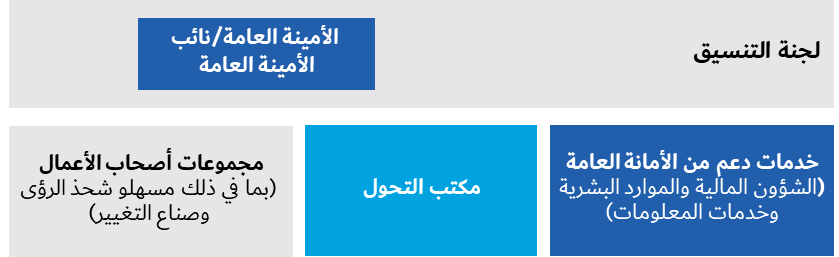 لجنة التنسيق
الأمينة العامة/نائب
الأمينة العامة
خدمات دعم من الأمانة العامة
(الشؤون المالية والموارد البشرية
وخدمات المعلومات)
مكتب التحول
مجموعات أصحاب الأعمال
(بما في ذلك مسهلو شحذ الرؤى
وصناع التغيير)